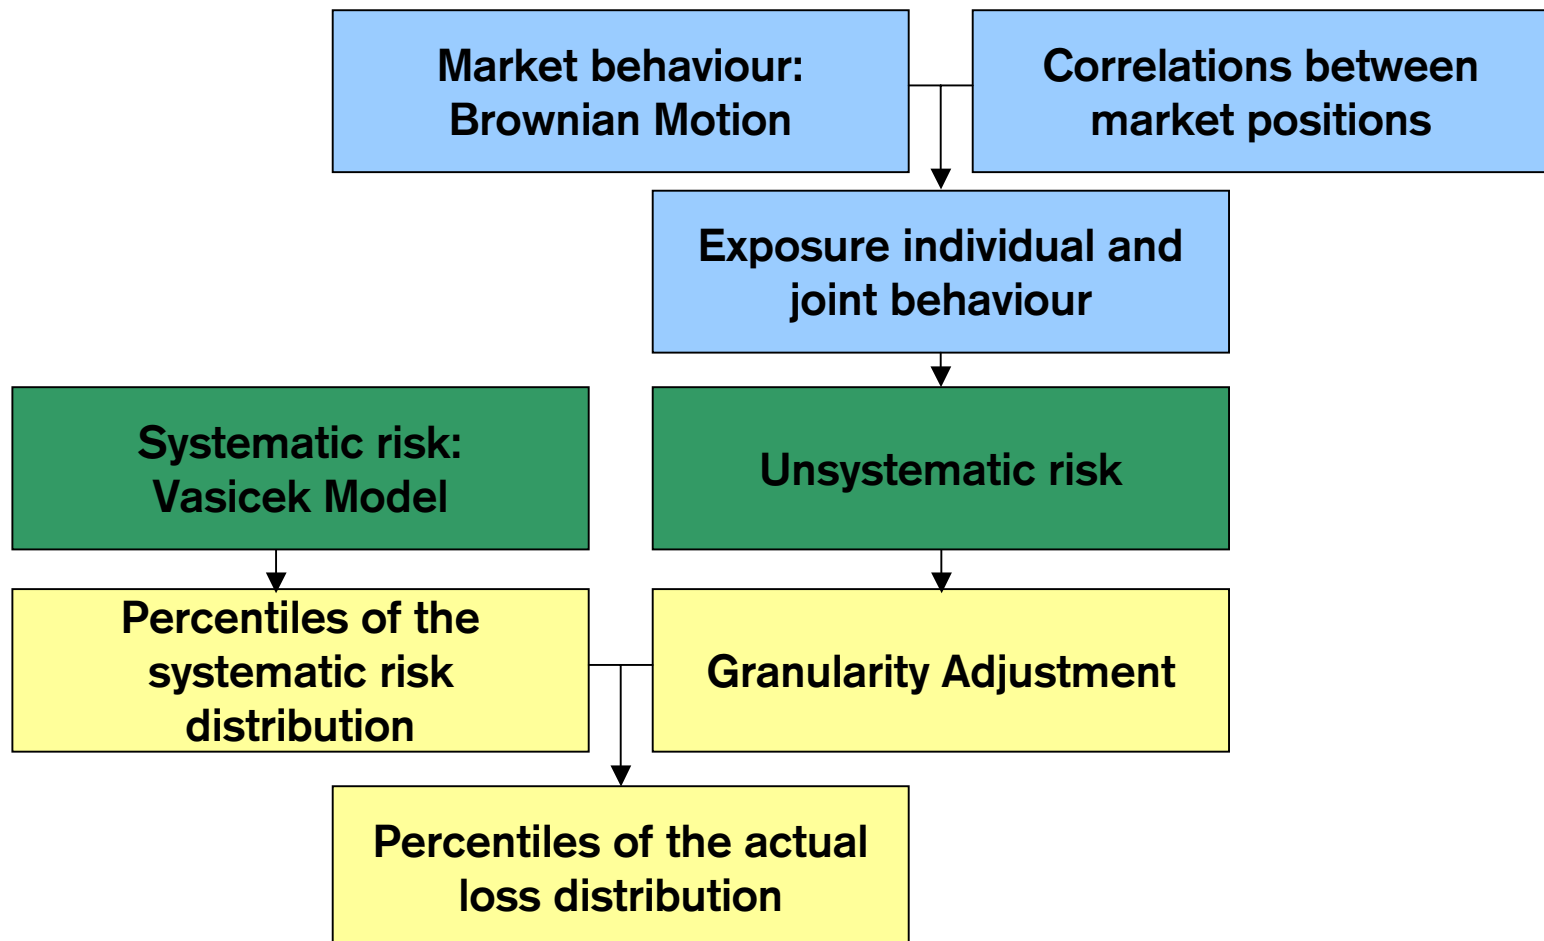 Market behaviour:
Brownian Motion
Correlations between
market positions
Exposure individual and
joint behaviour
Systematic risk:
Vasicek Model
Unsystematic risk
Percentiles of the
systematic risk
distribution
Granularity Adjustment
Percentiles of the actual
loss distribution